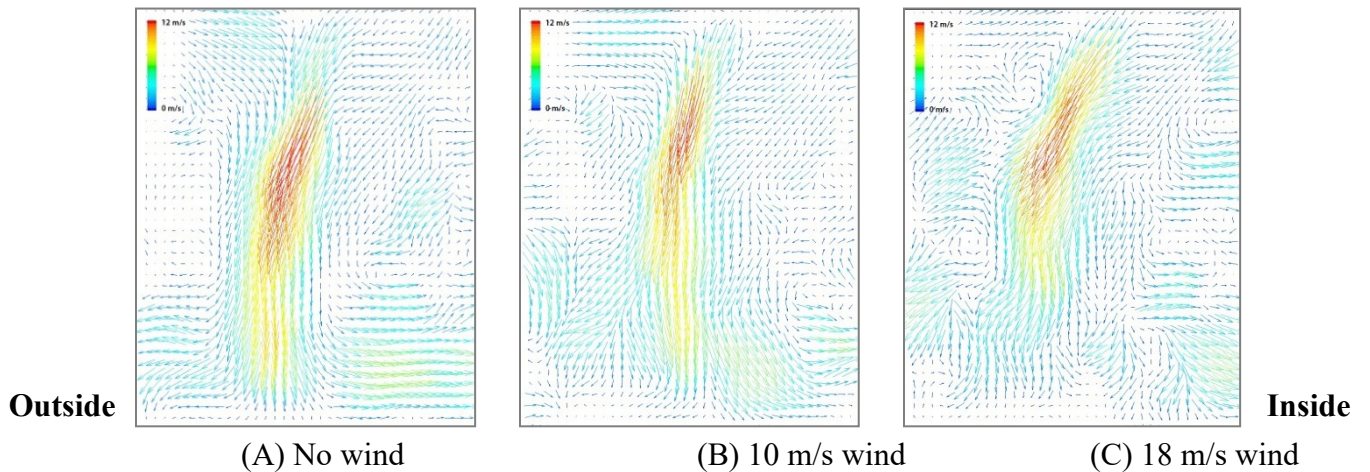 12 m/s
0 m/s
12 m/s
0 m/s
12 m/s
0 m/s
Outside
Inside
(A) No wind
(B) 10 m/s wind
(C) 18 m/s wind